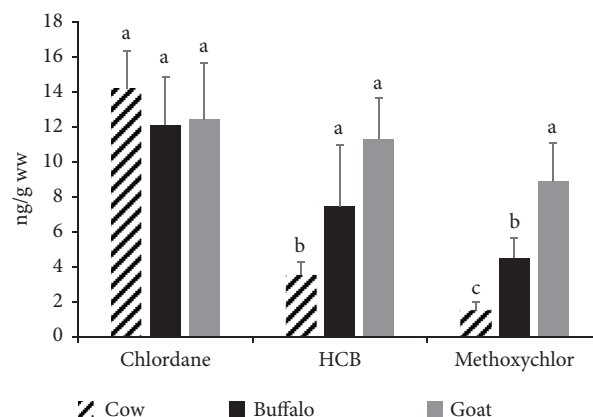 18
16
14
12
10
8
6
4
2
0
ng/g ww
a
a
a
b
a
a
c
b
a
Chlordane HCB Methoxychlor
Cow Buffalo Goat